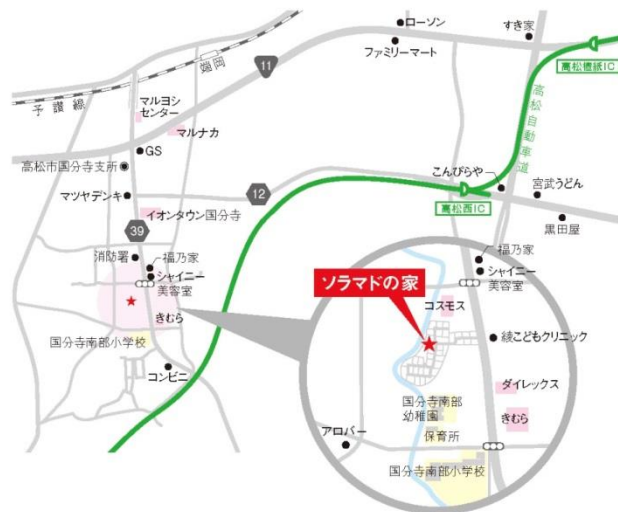 ローソン
すき家
ファミリーマート
高松檀紙IC
端岡
11
予讃線
高松自動車道
マルヨシ
センター
マルナカ
GS
高松市国分寺支所
こんぴらや
宮武うどん
マツヤデンキ
12
高松西IC
イオンタウン国分寺
黒田屋
39
消防署
福乃家
シャイニー
美容室
きむら
国分寺南部小学校
コンビニ
福乃家
シャイニー
美容室
ソラマドの家
コスモス
綾こどもクリニック
ダイレックス
国分寺南部
幼稚園
きむら
保育所
アロバー
国分寺南部小学校